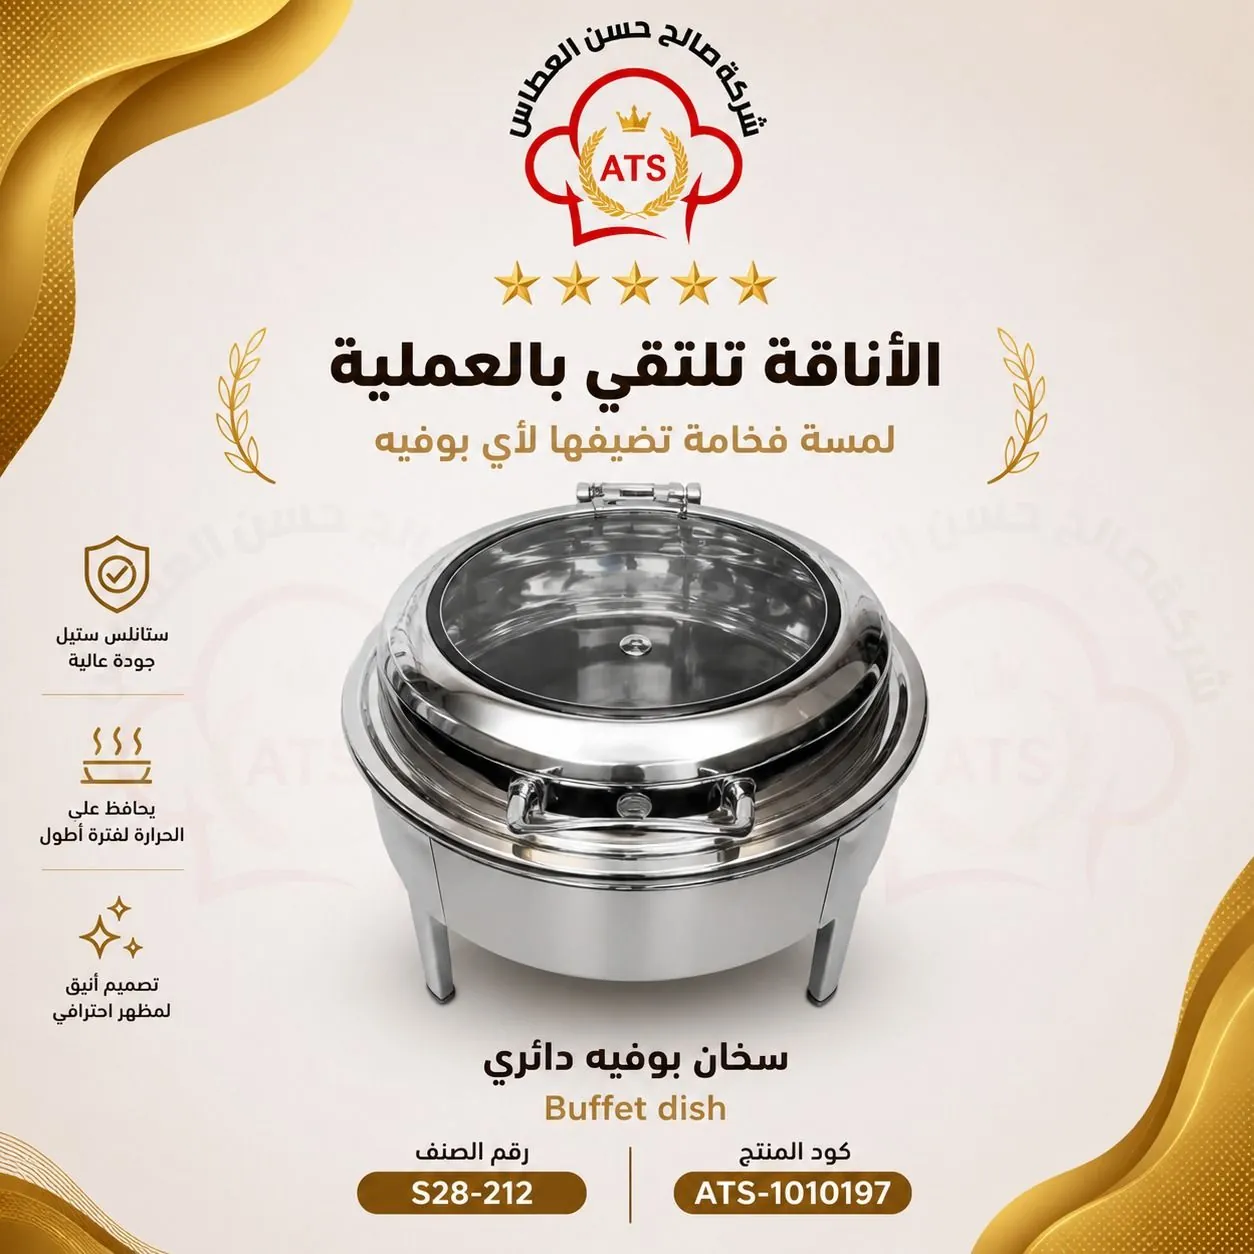 شركة صالح حسن العطاس
ATS
الأناقة تلتقي بالعملية
لمسة فخامة تضيفها لأي بوفيه
ستانلس ستيل
جودة عالية
يحافظ على
الحرارة لفترة أطول
تصميم أنيق
لمظهر احترافي
سخان بوفيه دائري
Buffet dish
كود المنتج
ATS-1010197
رقم الصنف
S28-212